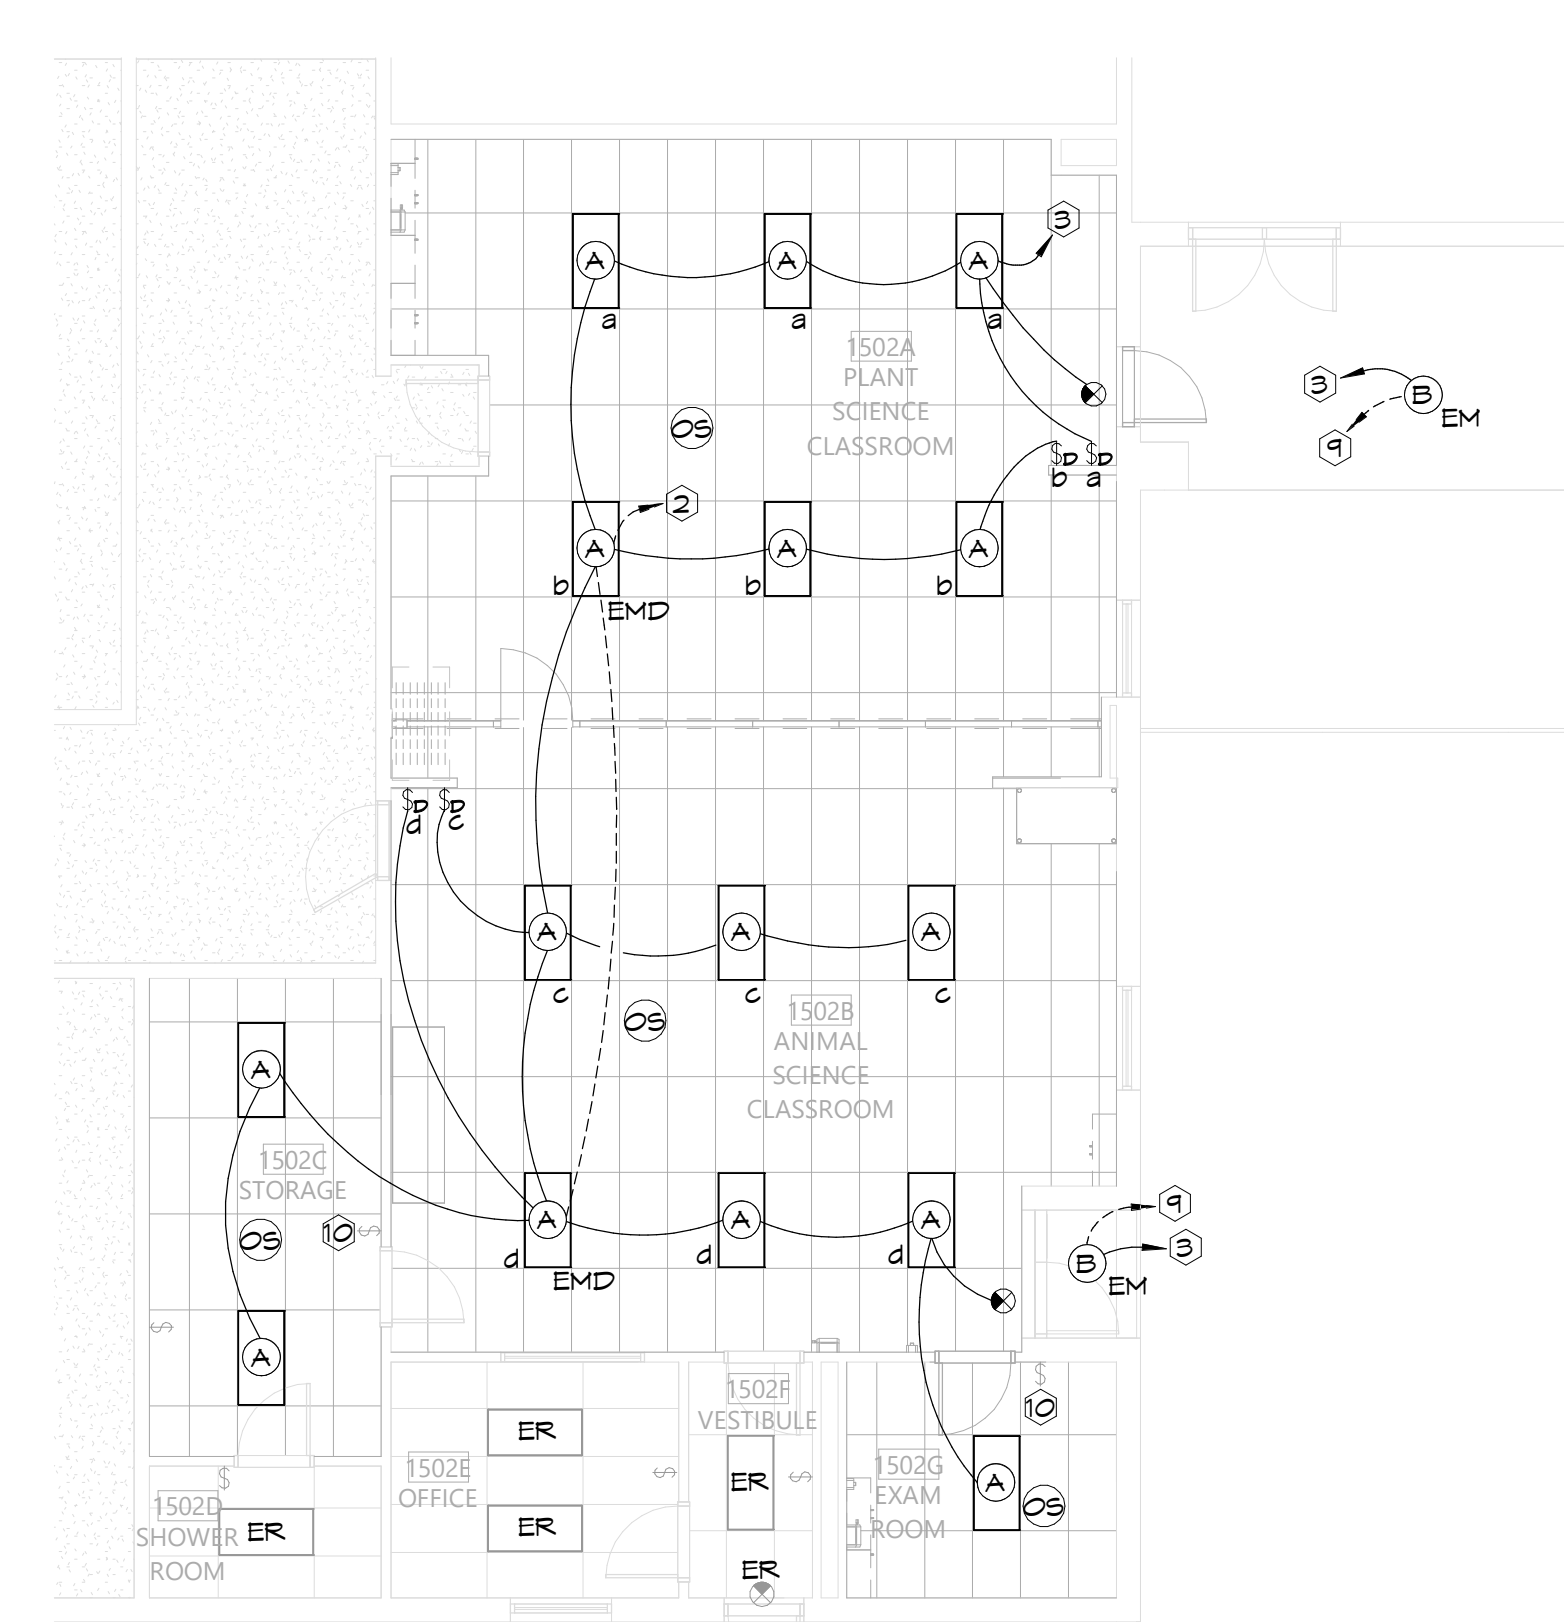 3
A A A
a a a
1502A
PLANT
SCIENCE
CLASSROOM
3
B
EM
9
OS
$D $D
b a
2
A A A
b b b
EMD
$D $D
d c
A A A
c c c
OS
1502B
ANIMAL
SCIENCE
CLASSROOM
A
1502C
STORAGE
OS
10 $
9
3
B
EM
A A A
d d d
EMD
$
A
$
10
1502F
VESTIBULE
ER
ER
1502E
OFFICE
$
ER
$
1502G
EXAM
ROOM
A
OS
$
1502D
SHOWER
ROOM
ER
ER
ER